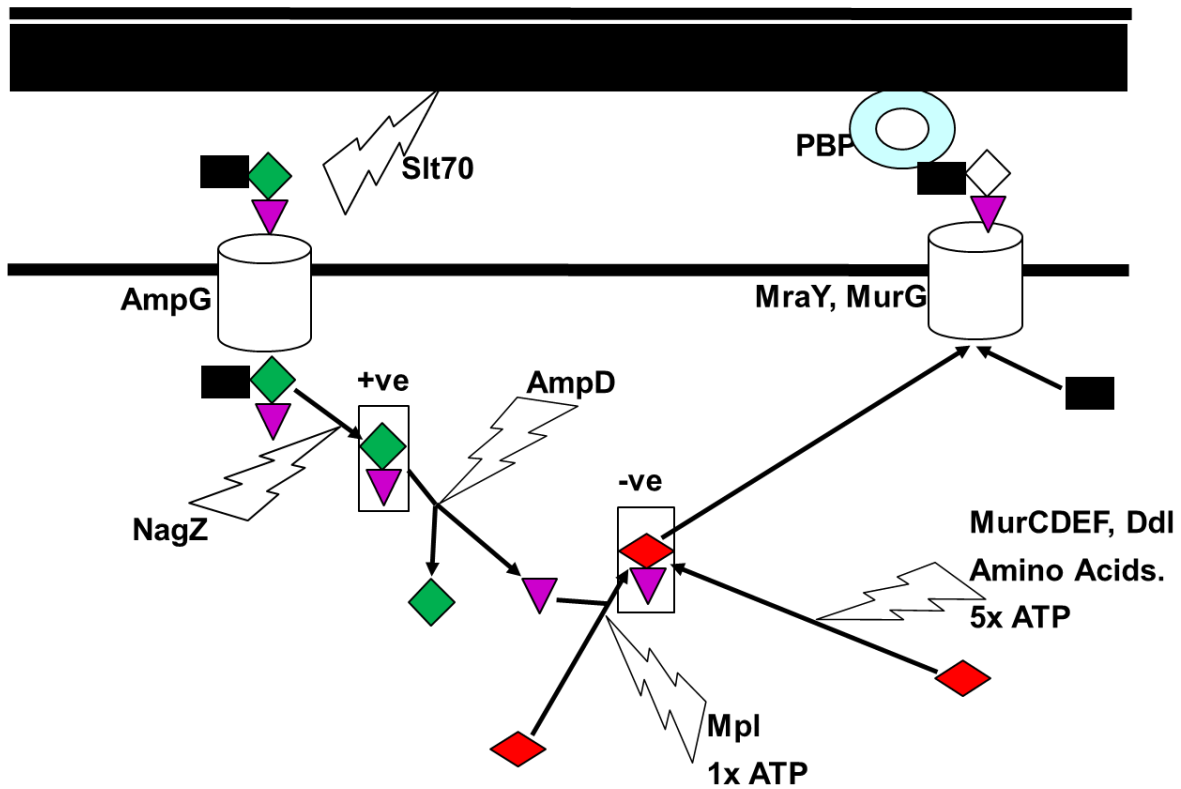 Slt70
PBP
AmpG
MraY, MurG
+ve
AmpD
NagZ
-ve
MurCDEF, Ddl
Amino Acids.
5x ATP
Mpl
1x ATP